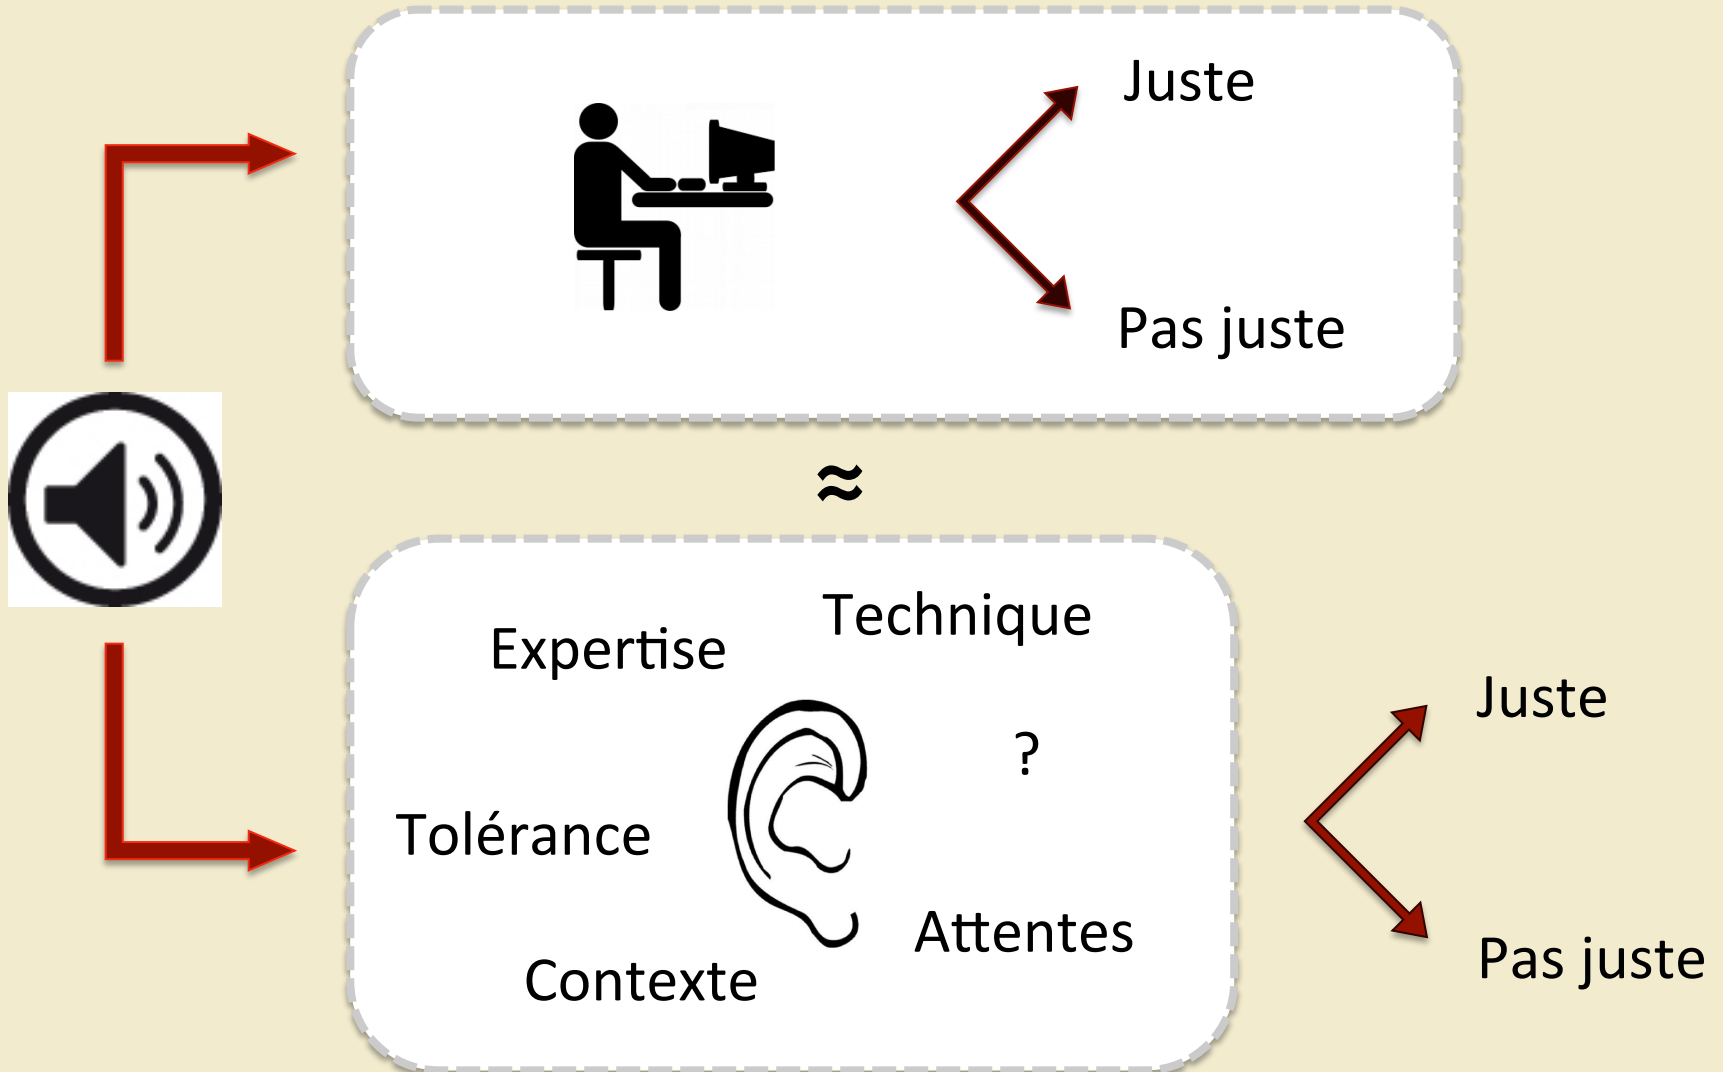 Juste
Pas juste
≈
Technique
Expertise
?
Tolérance
Attentes
Contexte
Juste
Pas juste